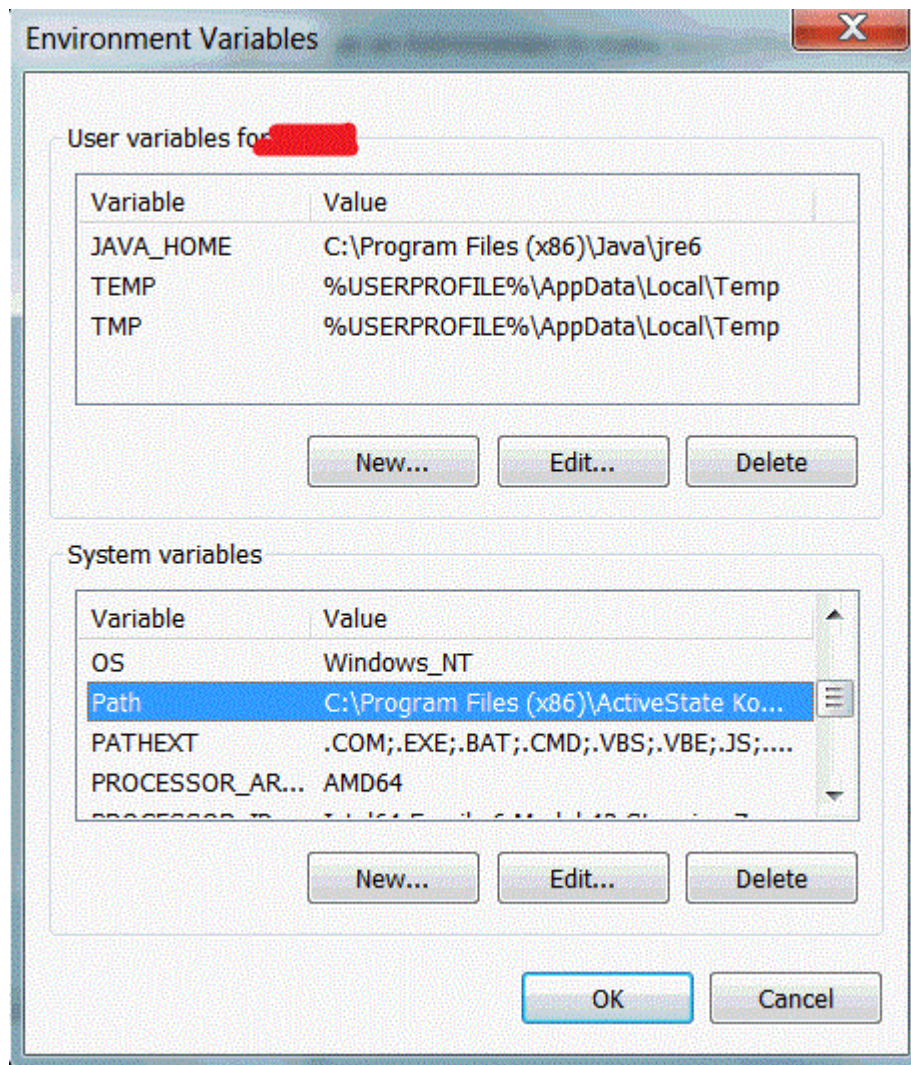 Environment Variables
User variables for
Variable Value
JAVA_HOME C:\Program Files (x86)\Java\jre6
TEMP %USERPROFILE%\AppData\Local\Temp
TMP %USERPROFILE%\AppData\Local\Temp
New... Edit... Delete
System variables
Variable Value
OS Windows_NT
Path C:\Program Files (x86)\ActiveState Ko...
PATHEXT .COM;.EXE;.BAT;.CMD;.VBS;.VBE;.JS;....
PROCESSOR_AR... AMD64
New... Edit... Delete
OK Cancel